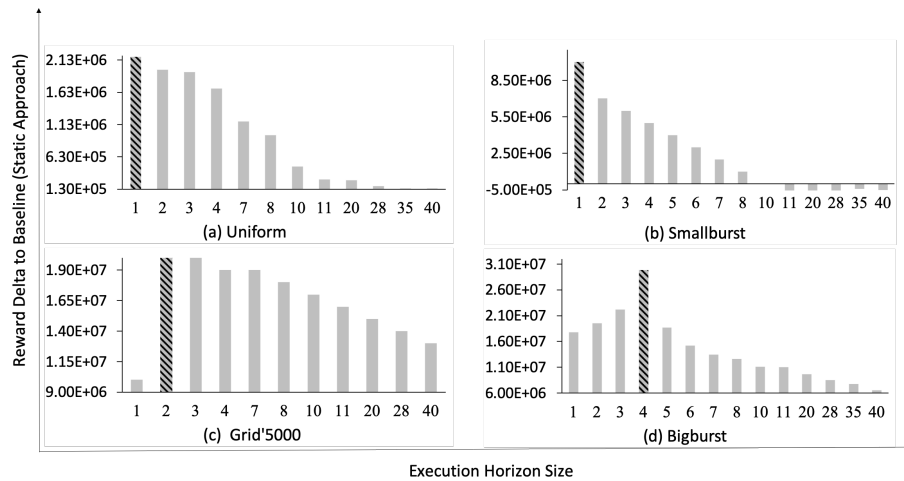 Reward Delta to Baseline (Static Approach)
2.13E+06
1.63E+06
1.13E+06
6.30E+05
1.30E+05
1 2 3 4 7 8 10 11 20 28 35 40
(a) Uniform
8.50E+06
5.50E+06
2.50E+06
-5.00E+05
1 2 3 4 5 6 7 8 10 11 20 28 35 40
(b) Smallburst
1.90E+07
1.65E+07
1.40E+07
1.15E+07
9.00E+06
1 2 3 4 7 8 10 11 20 28 40
(c) Grid'5000
3.10E+07
2.60E+07
2.10E+07
1.60E+07
1.10E+07
6.00E+06
1 2 3 4 5 6 7 8 10 11 20 28 35 40
(d) Bigburst
Execution Horizon Size